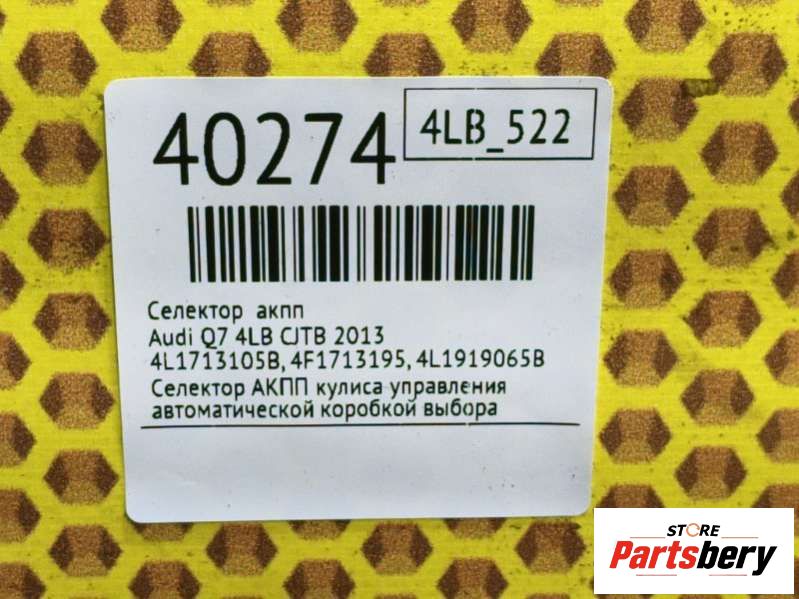 40274
4LB_522
Селектор акпп
Audi Q7 4LB CJTB 2013
4L1713105B, 4F1713195, 4L1919065B
Селектор АКПП кулиса управления
автоматической коробкой выбора
STORE
Partsbery